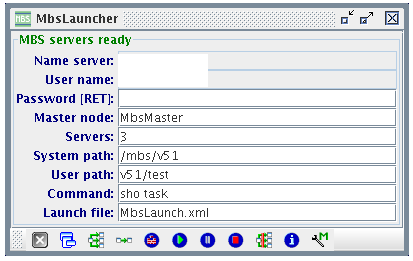 MBS MbsLauncher
MBS servers ready
Name server:
User name:
Password [RET]:
Master node: MbsMaster
Servers: 3
System path: /mbs/v51
User path: v51/test
Command: sho task
Launch file: MbsLaunch.xml
M